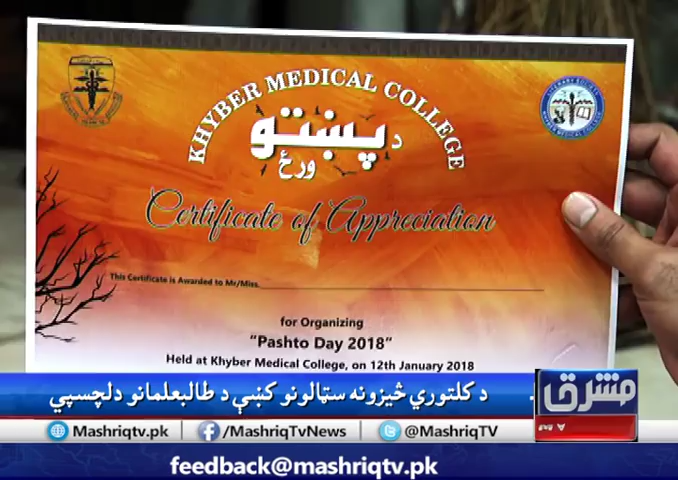 KHYBER MEDICAL COLLEGE
د پښتو
ورځ
Certificate of Appreciation
This Certificate is Awarded to Mr/Miss.
for Organizing
"Pashto Day 2018"
Held at Khyber Medical College, on 12th January 2018
د کلتوري څيزونه سټالونو کښې د طالبعلمانو دلچسپي .
مشرق
Mashriqtv.pk /MashriqTvNews @MashriqTV
feedback@mashriqtv.pk